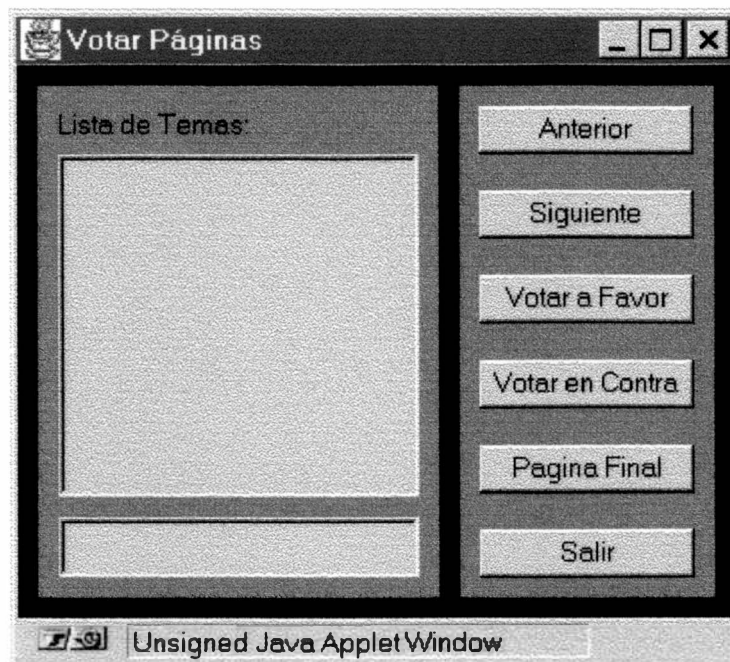 Votar Páginas
Lista de Temas:
Anterior
Siguiente
Votar a Favor
Votar en Contra
Pagina Final
Salir
Unsigned Java Applet Window